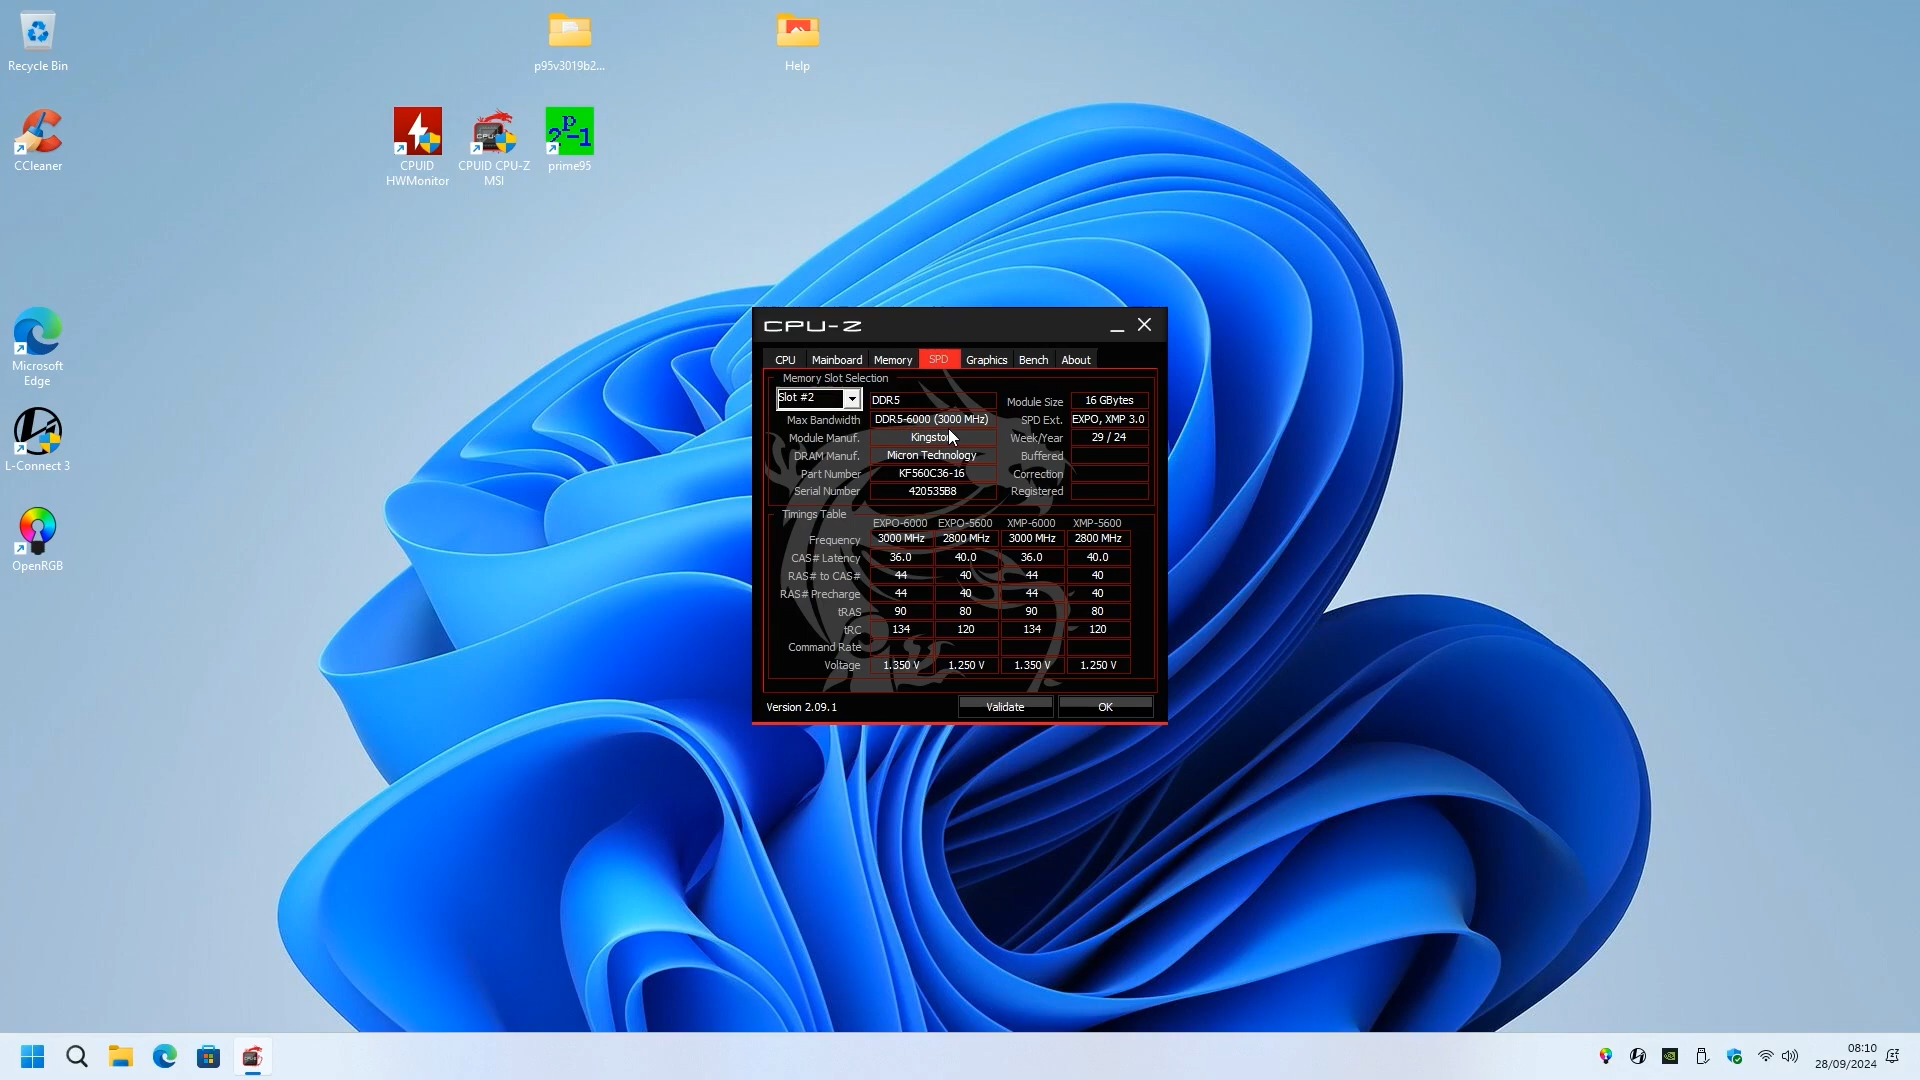 Recycle Bin
p95v3019b2...
Help
CCleaner
CPUID
HWMonitor
CPUID CPU-Z
MSI
2 P -1
prime95
Microsoft
Edge
L-Connect 3
OpenRGB
CPU-Z
CPU Mainboard Memory SPD Graphics Bench About
Memory Slot Selection
Slot #2 DDR5 Module Size 16 GBytes
Max Bandwidth DDR5-6000 (3000 MHz) SPD Ext. EXPO, XMP 3.0
Module Manuf. Kingston Week/Year 29 / 24
DRAM Manuf. Micron Technology Buffered
Part Number KF560C36-16 Correction
Serial Number 420535B8 Registered
Timings Table
EXPO-6000 EXPO-5600 XMP-6000 XMP-5600
Frequency 3000 MHz 2800 MHz 3000 MHz 2800 MHz
CAS# Latency 36.0 40.0 36.0 40.0
RAS# to CAS# 44 40 44 40
RAS# Precharge 44 40 44 40
tRAS 90 80 90 80
tRC 134 120 134 120
Command Rate
Voltage 1.350 V 1.250 V 1.350 V 1.250 V
Version 2.09.1 Validate OK
08:10
28/09/2024